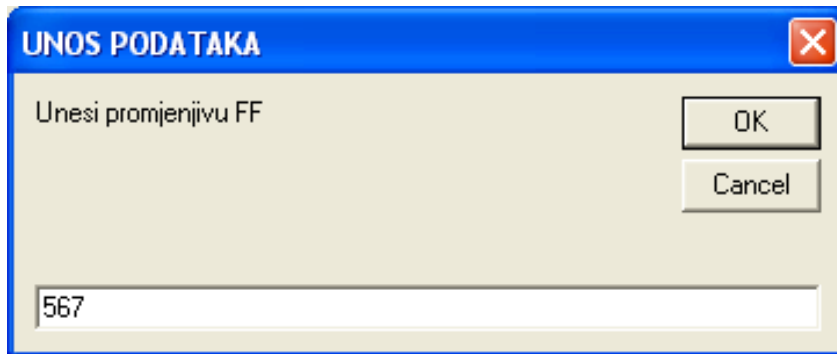 UNOS PODATAKA
Unesi promjenjivu FF
OK
Cancel
567